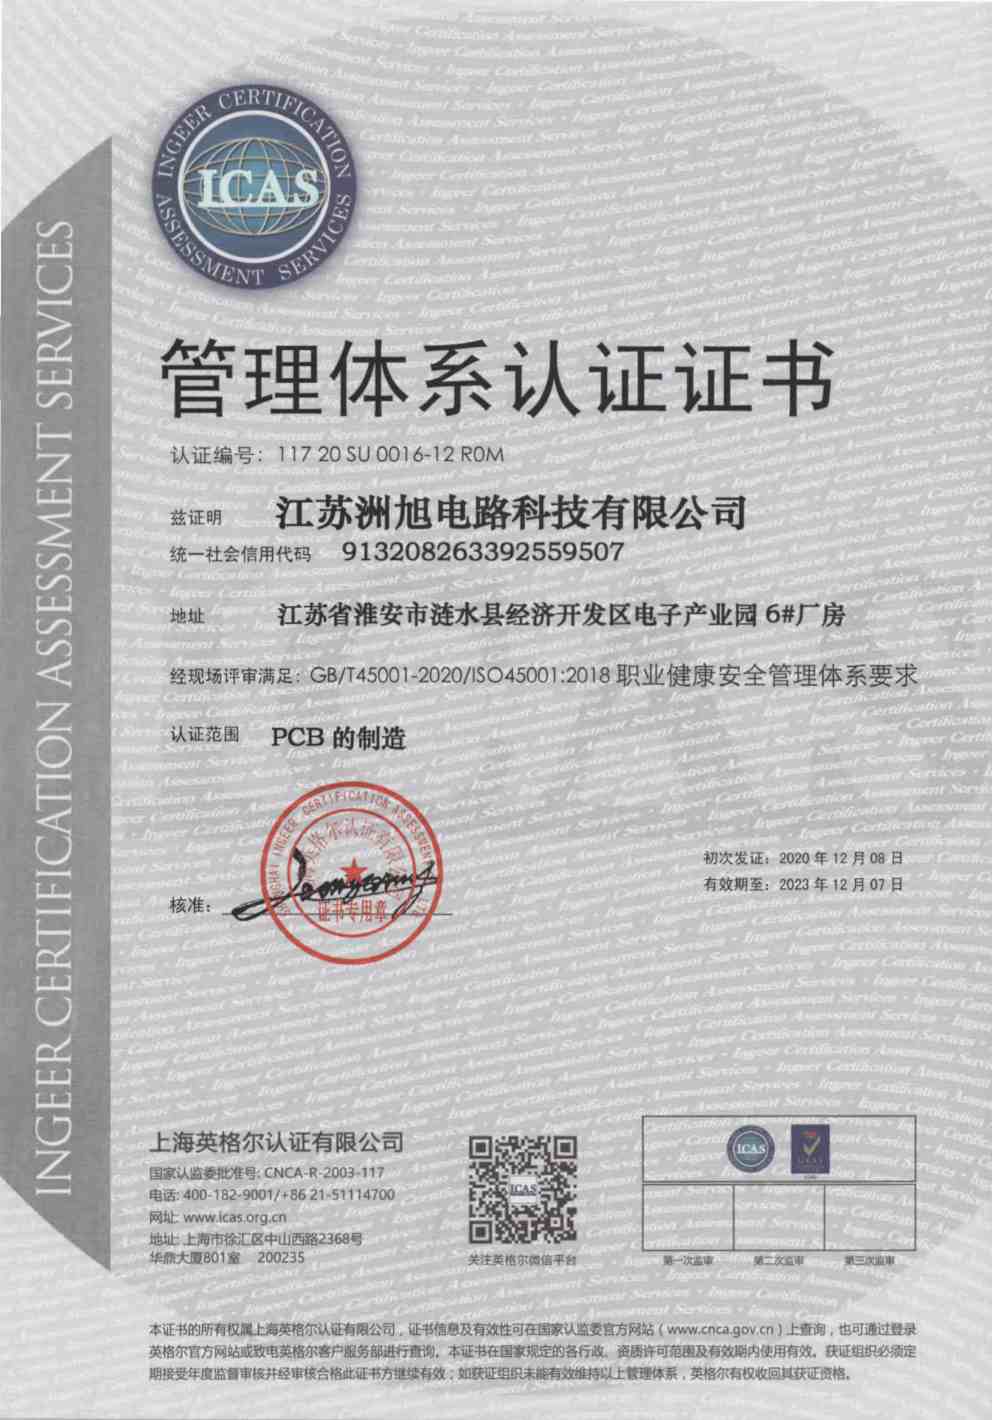 INGEER CERTIFICATION
ICAS
ASSESSMENT SERVICES
INGEER CERTIFICATION ASSESSMENT SERVICES
管理体系认证证书
认证编号：117 20 SU 0016-12 R0M
兹证明 江苏洲旭电路科技有限公司
统一社会信用代码 913208263392559507
地址 江苏省淮安市涟水县经济开发区电子产业园 6#厂房
经现场评审满足：GB/T45001-2020/ISO45001:2018 职业健康安全管理体系要求
认证范围 PCB 的制造
初次发证：2020 年 12 月 08 日
有效期至：2023 年 12 月 07 日
核准：
证书专用章
上海英格尔认证有限公司
国家认监委批准号: CNCA-R-2003-117
电话: 400-182-9001/+86 21-51114700
网址: www.icas.org.cn
地址: 上海市徐汇区中山西路2368号
华鼎大厦801室 200235
ICAS
关注英格尔微信平台
ICAS
UKAS
第一次监审 第二次监审 第三次监审
本证书的所有权属上海英格尔认证有限公司，证书信息及有效性可在国家认监委官方网站（www.cnca.gov.cn）上查询，也可通过登录
英格尔官方网站或致电英格尔客户服务部进行查询。本证书在国家规定的各行政、资质许可范围及有效期内使用有效。获证组织必须定
期接受年度监督审核并经审核合格此证书方继续有效；如获证组织未能有效维持以上管理体系，英格尔有权收回其获证资格。